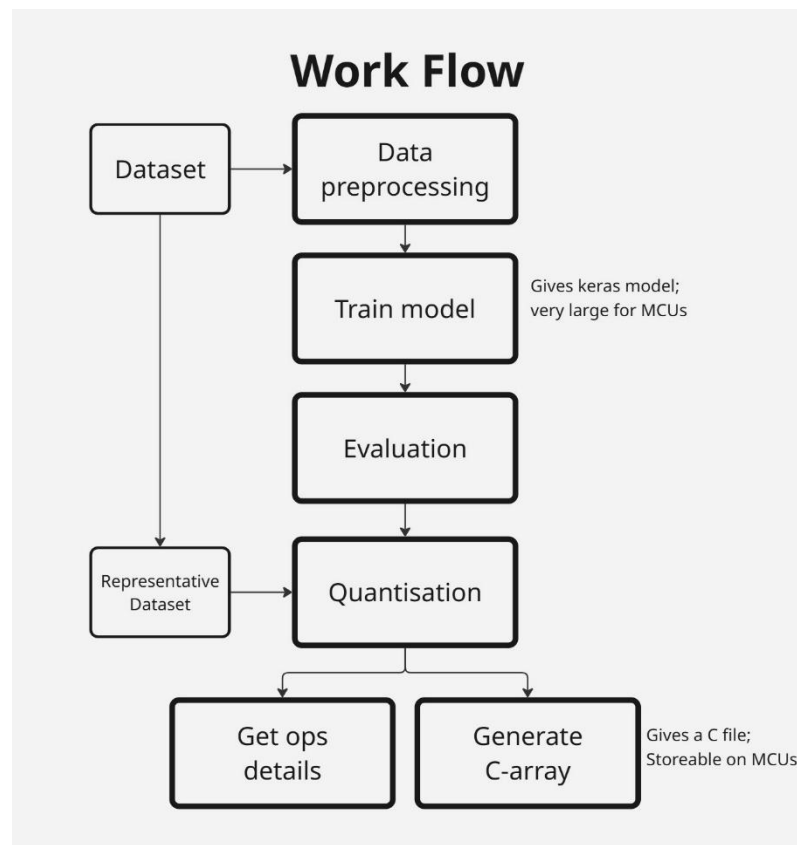 Work Flow
Dataset
Data
preprocessing
Train model
Gives keras model;
very large for MCUs
Evaluation
Representative
Dataset
Quantisation
Get ops
details
Generate
C-array
Gives a C file;
Storeable on MCUs